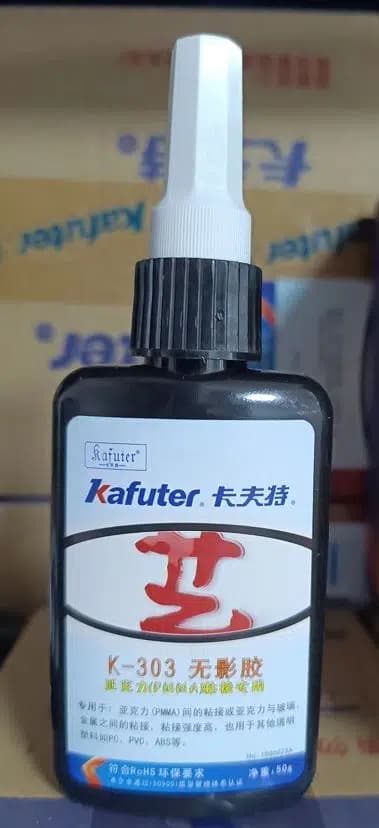 卡夫特®
Kafuter
Kafuter®
Kafuter® 卡夫特®
艺
K-303 无影胶
亚克力(PMMA)粘接专用
专用于: 亚克力(PMMA)间的粘接或亚克力与玻璃,
金属之间的粘接, 粘接强度高, 也用于其他透明
塑料如PC, PVC, ABS等。
符合RoHS环保要求
净重:50g